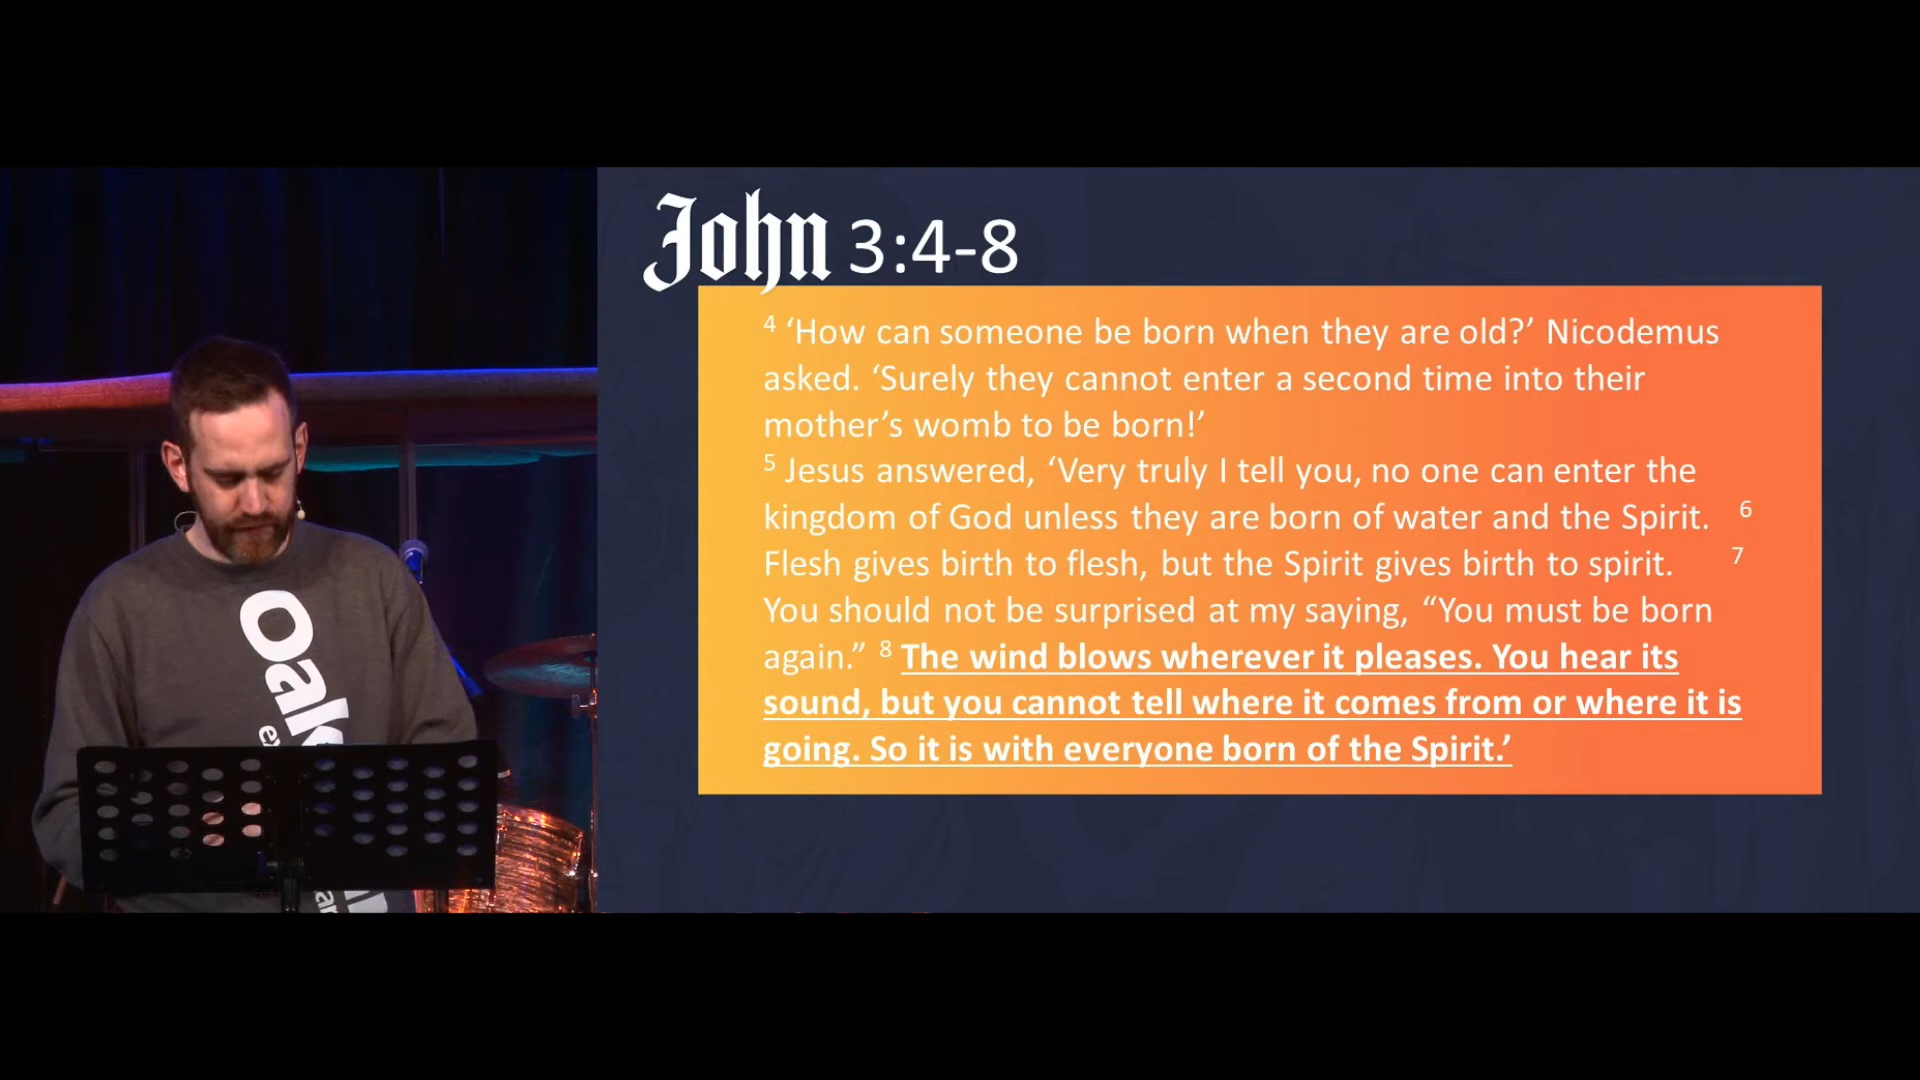 John 3:4-8
4 ‘How can someone be born when they are old?’ Nicodemus
asked. ‘Surely they cannot enter a second time into their
mother’s womb to be born!’
5 Jesus answered, ‘Very truly I tell you, no one can enter the
kingdom of God unless they are born of water and the Spirit. 6
Flesh gives birth to flesh, but the Spirit gives birth to spirit. 7
You should not be surprised at my saying, “You must be born
again.” 8 The wind blows wherever it pleases. You hear its
sound, but you cannot tell where it comes from or where it is
going. So it is with everyone born of the Spirit.’